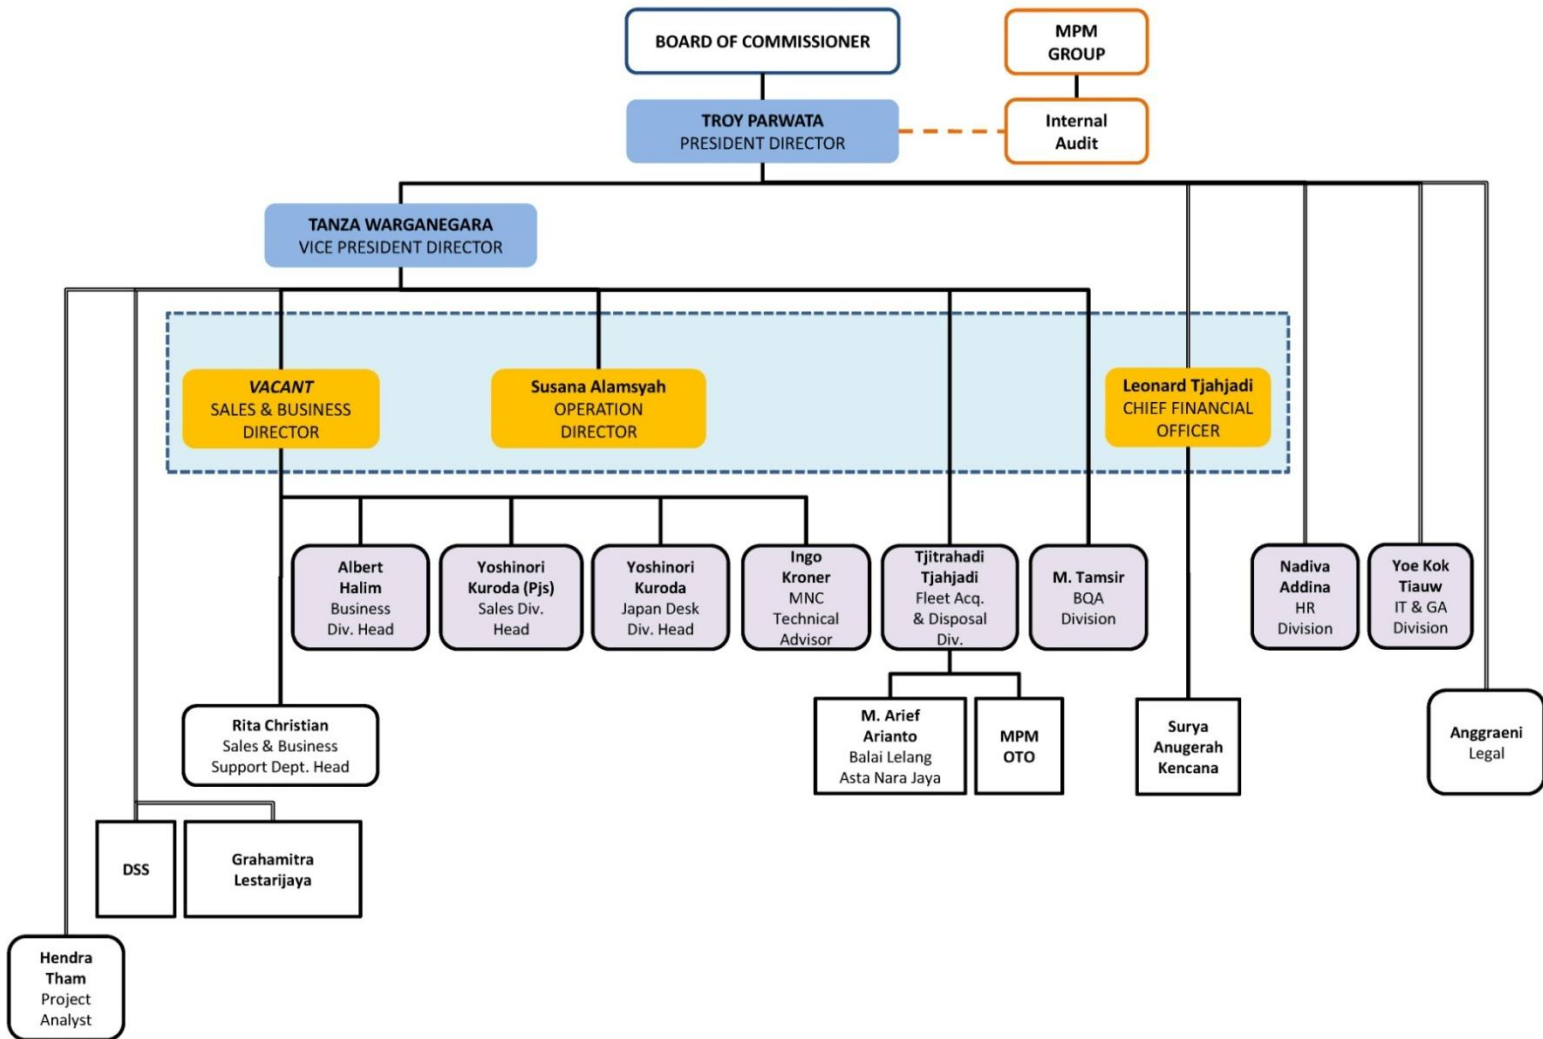 BOARD OF COMMISSIONER
MPM
GROUP
TROY PARWATA
PRESIDENT DIRECTOR
Internal
Audit
TANZA WARGANEGARA
VICE PRESIDENT DIRECTOR
VACANT
SALES & BUSINESS
DIRECTOR
Susana Alamsyah
OPERATION
DIRECTOR
Leonard Tjahjadi
CHIEF FINANCIAL
OFFICER
Albert
Halim
Business
Div. Head
Yoshinori
Kuroda (Pjs)
Sales Div.
Head
Yoshinori
Kuroda
Japan Desk
Div. Head
Ingo
Kroner
MNC
Technical
Advisor
Tjitrahadi
Tjahjadi
Fleet Acq.
& Disposal
Div.
M. Tamsir
BQA
Division
Nadiva
Addina
HR
Division
Yoe Kok
Tiauw
IT & GA
Division
Rita Christian
Sales & Business
Support Dept. Head
M. Arief
Arianto
Balai Lelang
Asta Nara Jaya
MPM
OTO
Surya
Anugerah
Kencana
Anggraeni
Legal
DSS
Grahamitra
Lestarijaya
Hendra
Tham
Project
Analyst